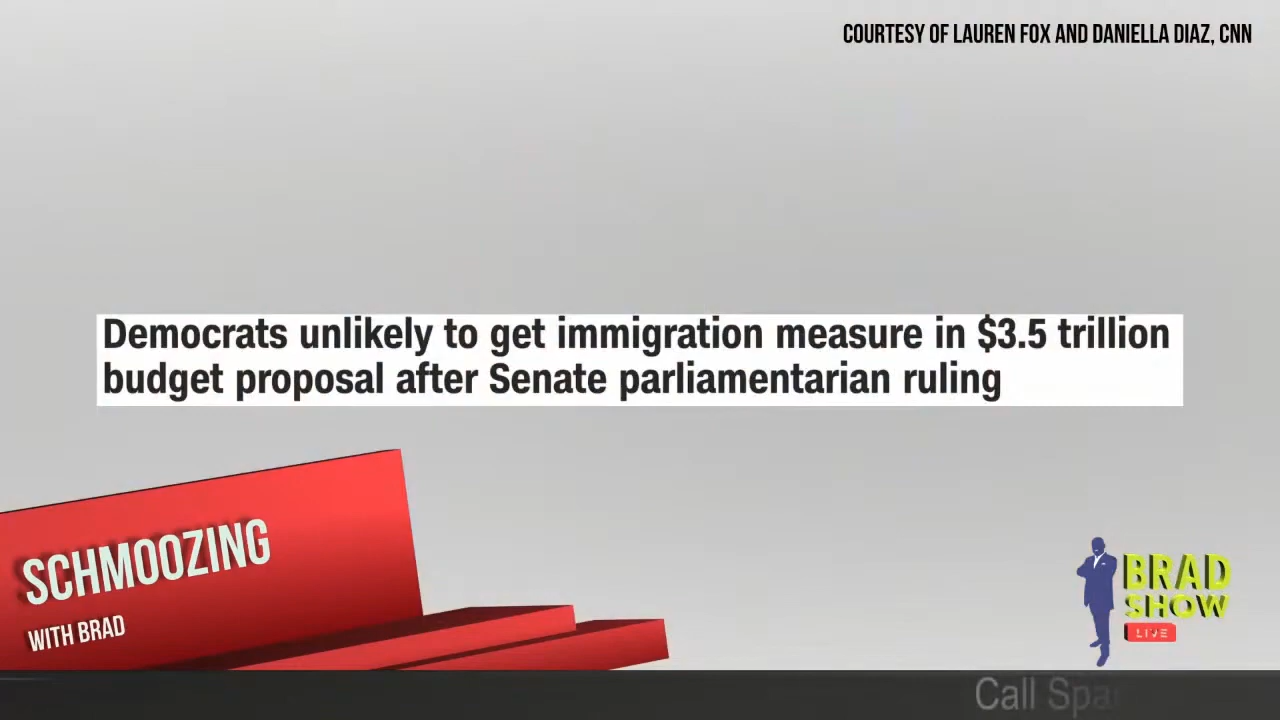 COURTESY OF LAUREN FOX AND DANIELLA DIAZ, CNN
Democrats unlikely to get immigration measure in $3.5 trillion
budget proposal after Senate parliamentarian ruling
SCHMOOZING
WITH BRAD
BRAD
SHOW
LIVE
Call